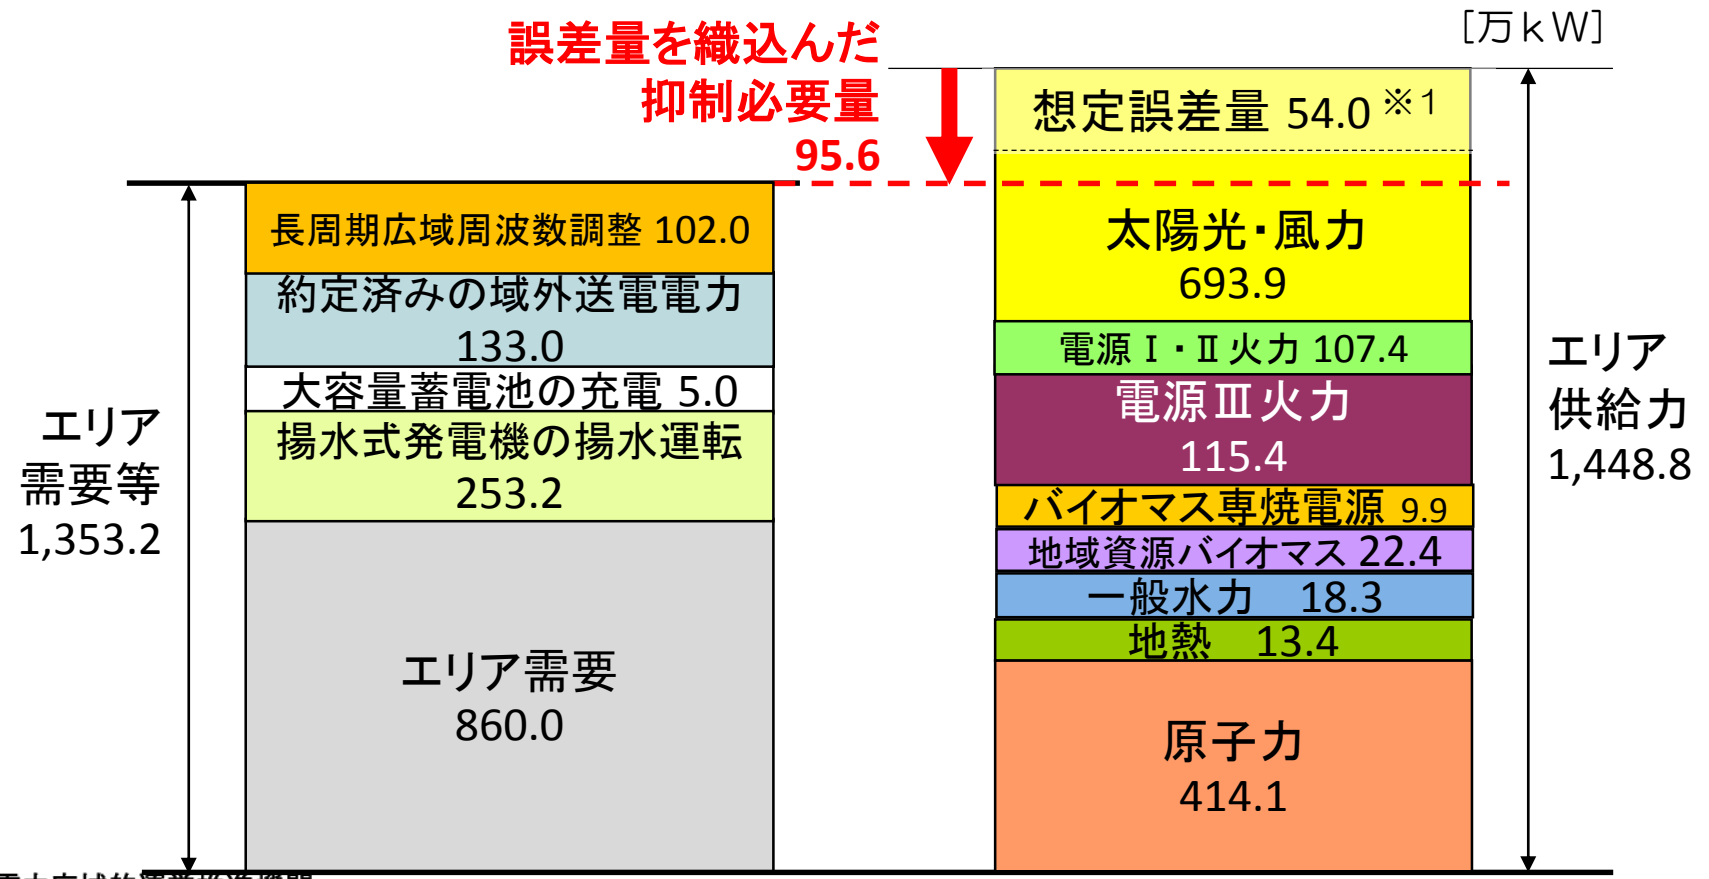 [万kW]
誤差量を織込んだ
抑制必要量
95.6
エリア
需要等
1,353.2
長周期広域周波数調整 102.0
約定済みの域外送電電力
133.0
大容量蓄電池の充電 5.0
揚水式発電機の揚水運転
253.2
エリア需要
860.0
想定誤差量 54.0 ※1
太陽光・風力
693.9
電源Ⅰ・Ⅱ火力 107.4
電源Ⅲ火力
115.4
バイオマス専焼電源 9.9
地域資源バイオマス 22.4
一般水力 18.3
地熱 13.4
原子力
414.1
エリア
供給力
1,448.8